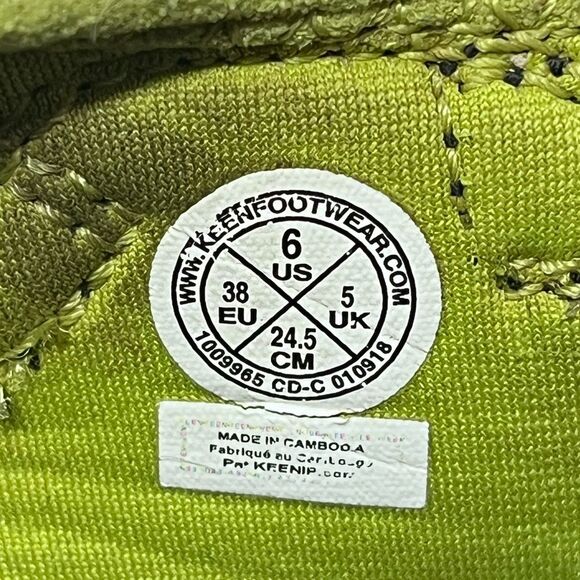 WWW.KEENFOOTWEAR.COM
6
US
38
EU
5
UK
24.5
CM
1009965 CD-C 010918
MADE IN CAMBODIA
Fabriqué au
Pat KEENIP.com